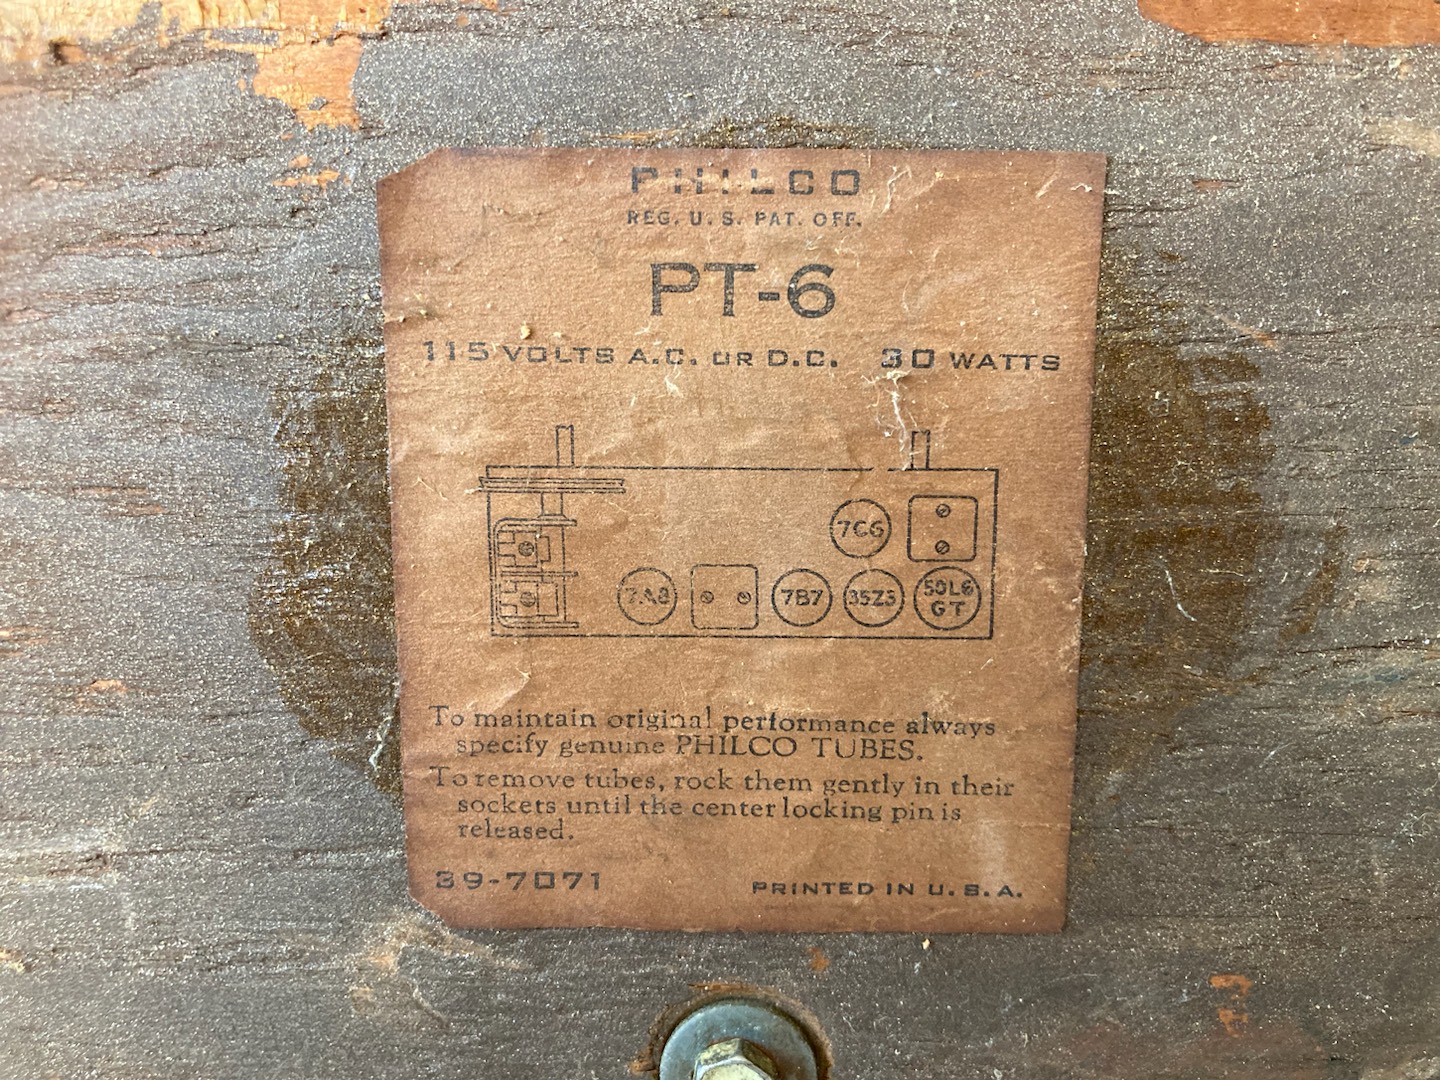 PHILCO
REG. U. S. PAT. OFF.
PT-6
115 VOLTS A.C. OR D.C. 30 WATTS
7C6
7A8 7B7 35Z3 50L6
GT
To maintain original performance always
specify genuine PHILCO TUBES.
To remove tubes, rock them gently in their
sockets until the center locking pin is
released.
39-7071 PRINTED IN U. S. A.